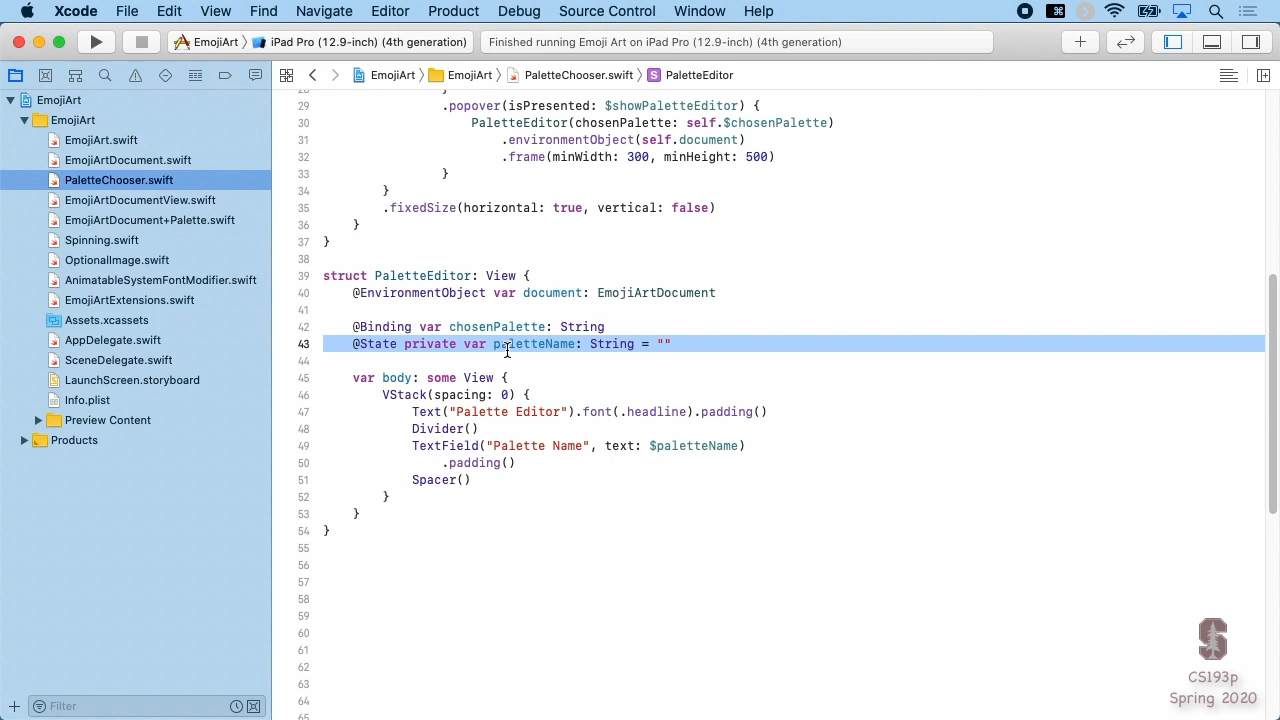 Xcode File Edit View Find Navigate Editor Product Debug Source Control Window Help
EmojiArt iPad Pro (12.9-inch) (4th generation) Finished running Emoji Art on iPad Pro (12.9-inch) (4th generation)
EmojiArt EmojiArt PaletteChooser.swift S PaletteEditor
EmojiArt
EmojiArt
EmojiArt.swift
EmojiArtDocument.swift
PaletteChooser.swift
EmojiArtDocumentView.swift
EmojiArtDocument+Palette.swift
Spinning.swift
OptionalImage.swift
AnimatableSystemFontModifier.swift
EmojiArtExtensions.swift
Assets.xcassets
AppDelegate.swift
SceneDelegate.swift
LaunchScreen.storyboard
Info.plist
Preview Content
Products
Filter
28 }
29 .popover(isPresented: $showPaletteEditor) {
30 PaletteEditor(chosenPalette: self.$chosenPalette)
31 .environmentObject(self.document)
32 .frame(minWidth: 300, minHeight: 500)
33 }
34 }
35 .fixedSize(horizontal: true, vertical: false)
36 }
37 }
38
39 struct PaletteEditor: View {
40 @EnvironmentObject var document: EmojiArtDocument
41
42 @Binding var chosenPalette: String
43 @State private var paletteName: String = ""
44
45 var body: some View {
46 VStack(spacing: 0) {
47 Text("Palette Editor").font(.headline).padding()
48 Divider()
49 TextField("Palette Name", text: $paletteName)
50 .padding()
51 Spacer()
52 }
53 }
54 }
55
56
57
58
59
60
61
62
63
64
65
CS193p
Spring 2020